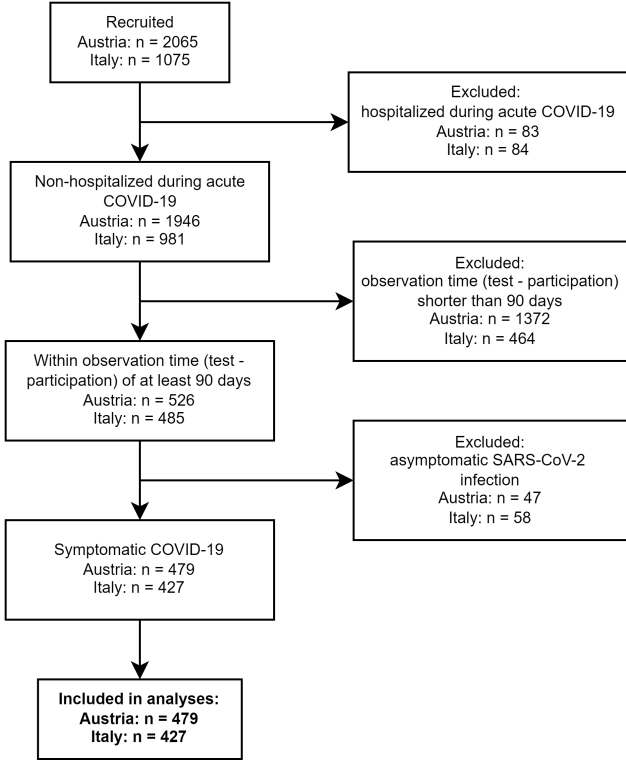 Recruited
Austria: n = 2065
Italy: n = 1075
Excluded:
hospitalized during acute COVID-19
Austria: n = 83
Italy: n = 84
Non-hospitalized during acute
COVID-19
Austria: n = 1946
Italy: n = 981
Excluded:
observation time (test - participation)
shorter than 90 days
Austria: n = 1372
Italy: n = 464
Within observation time (test -
participation) of at least 90 days
Austria: n = 526
Italy: n = 485
Excluded:
asymptomatic SARS-CoV-2
infection
Austria: n = 47
Italy: n = 58
Symptomatic COVID-19
Austria: n = 479
Italy: n = 427
Included in analyses:
Austria: n = 479
Italy: n = 427